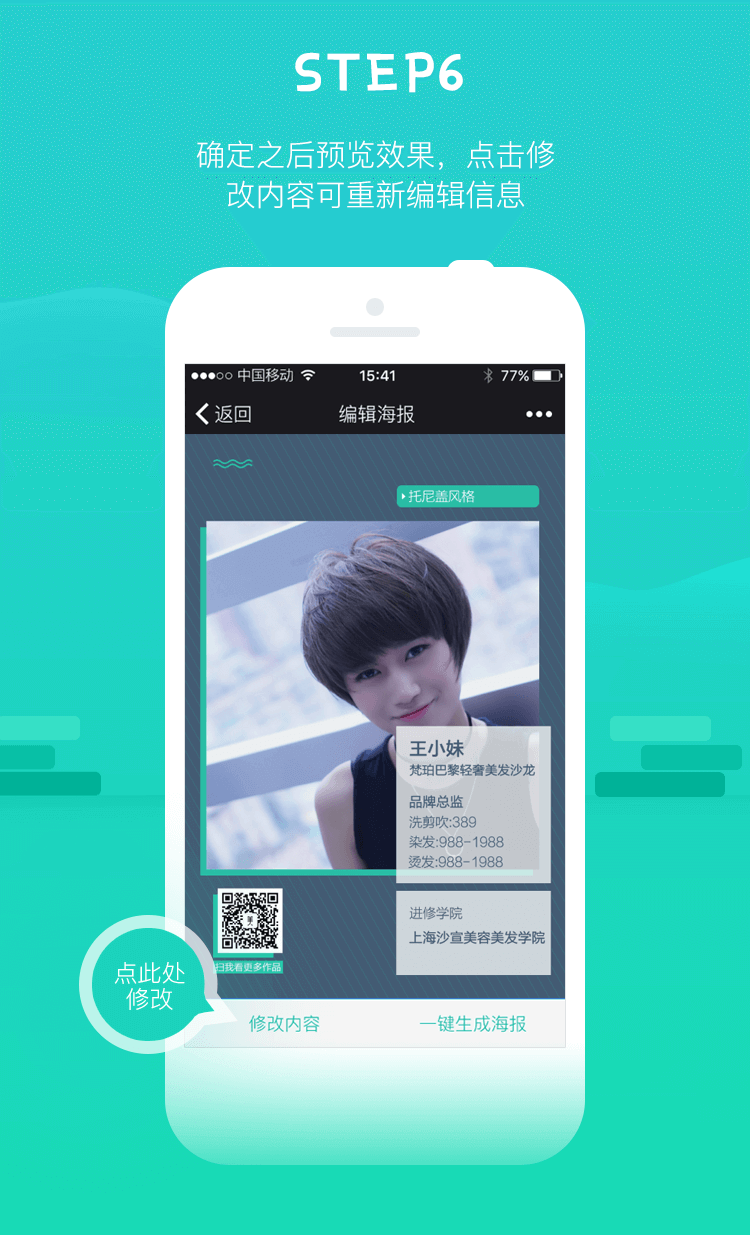 STEP6
确定之后预览效果，点击修
改内容可重新编辑信息
中国移动 15:41 77%
返回 编辑海报
托尼盖风格
王小妹
梵珀巴黎轻奢美发沙龙
品牌总监
洗剪吹:389
染发:988-1988
烫发:988-1988
进修学院
上海沙宣美容美发学院
扫我看更多作品
点此处
修改
修改内容 一键生成海报